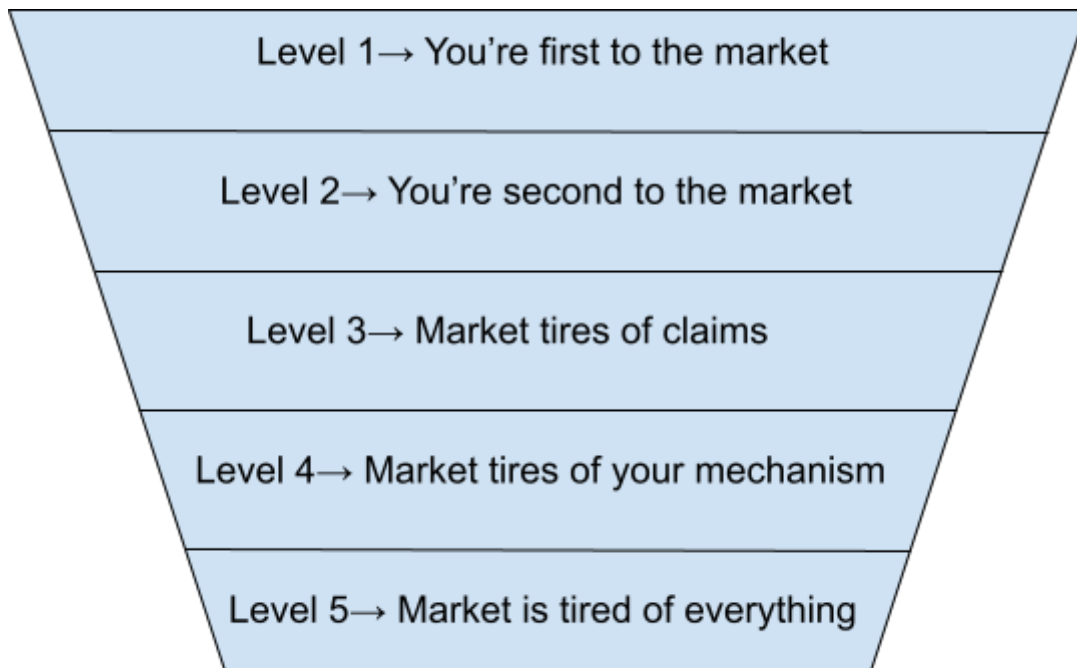 Level 1→ You’re first to the market
Level 2→ You’re second to the market
Level 3→ Market tires of claims
Level 4→ Market tires of your mechanism
Level 5→ Market is tired of everything